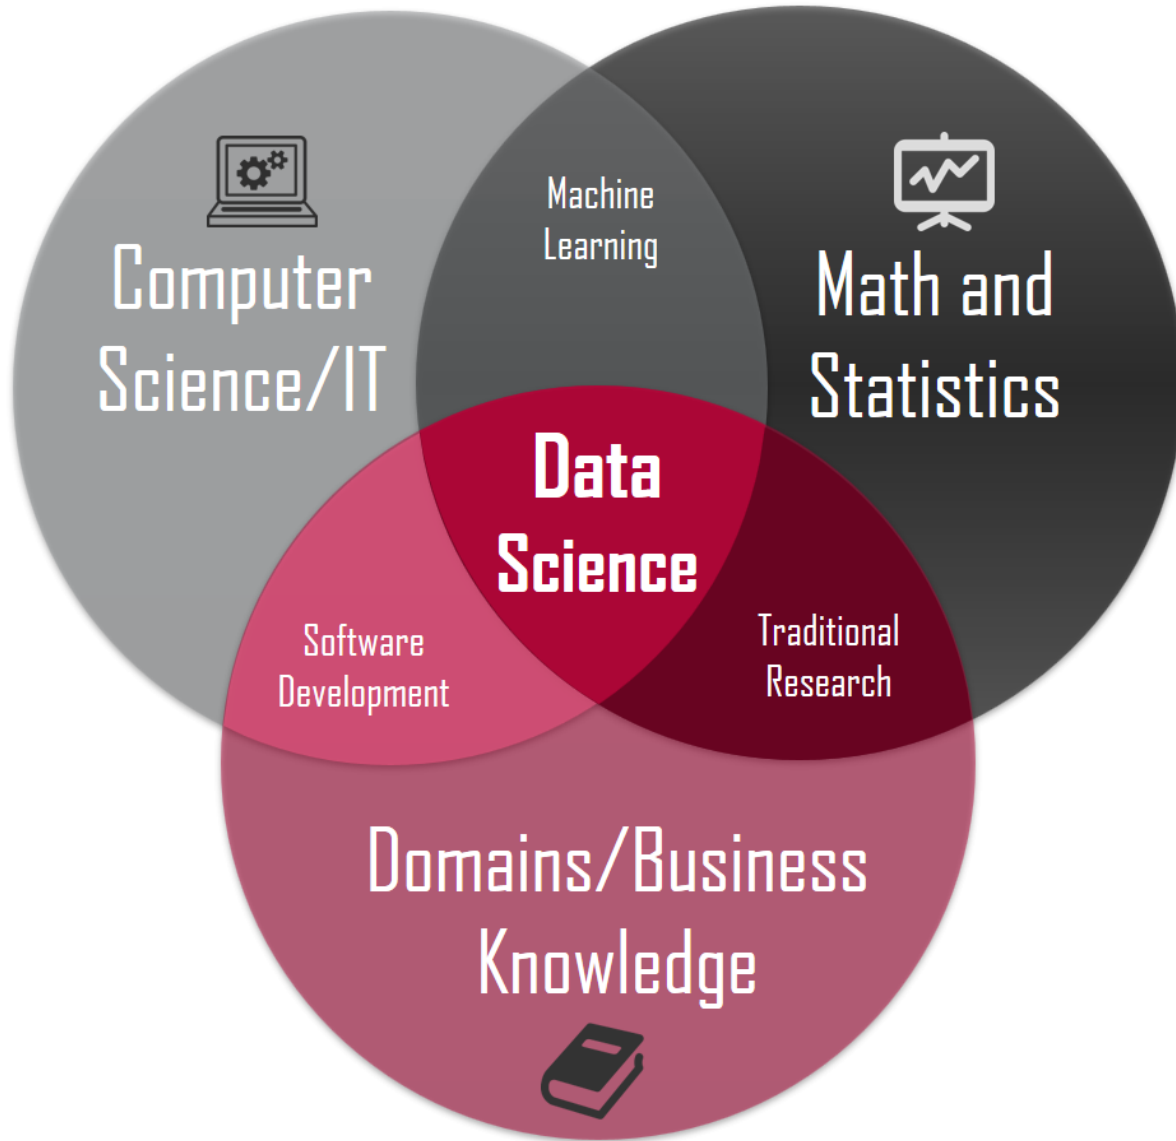 Machine
Learning
Computer
Science/IT
Math and
Statistics
Data
Science
Software
Development
Traditional
Research
Domains/Business
Knowledge